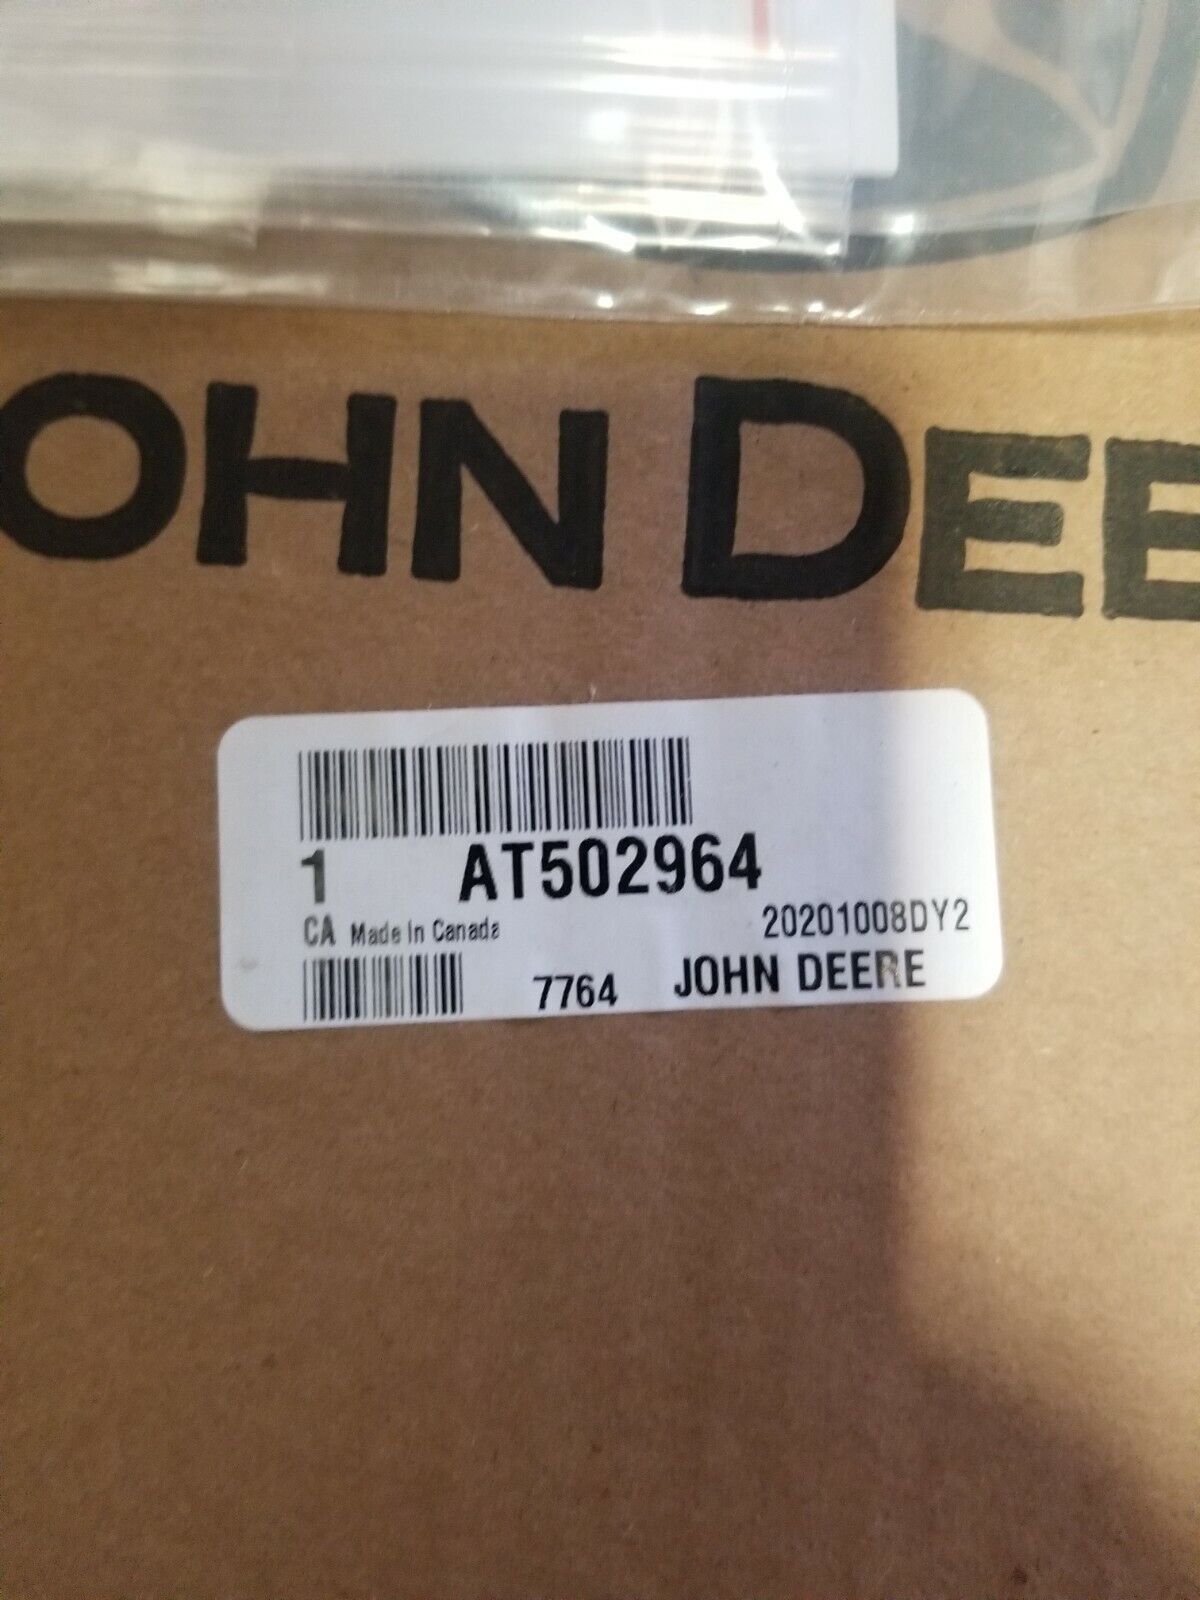 OHN DEE
1 AT502964
CA Made In Canada
20201008DY2
7764 JOHN DEERE